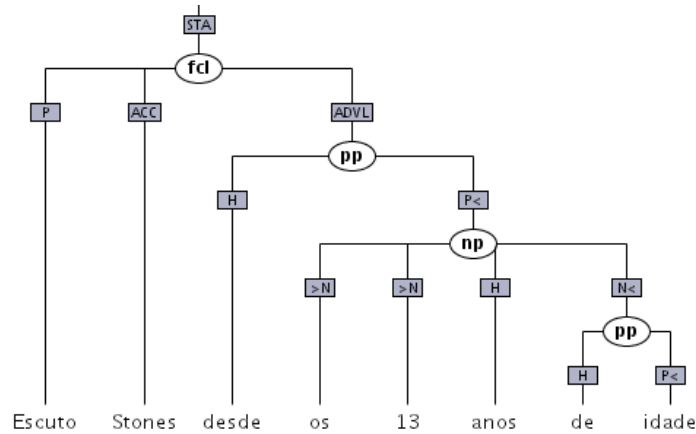 STA
fcl
P ACC ADVL
pp
H P<
np
>N >N H N<
pp
H P<
Escuto Stones desde os 13 anos de idade